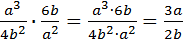 a³/4b² · 6b/a² = a³·6b/4b²·a² = 3a/2b